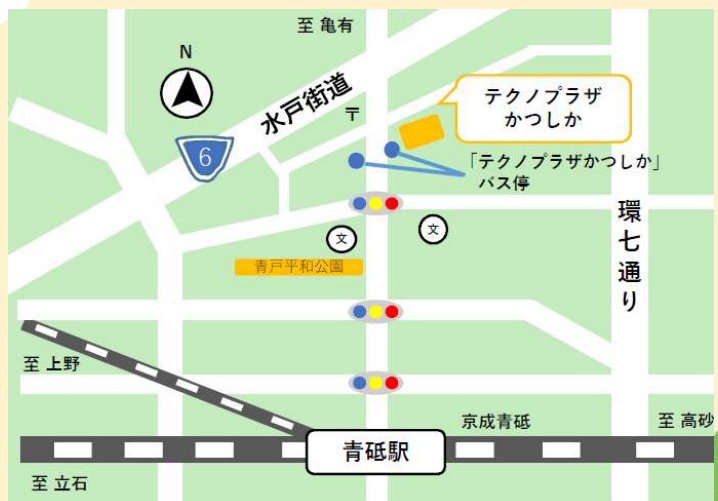 至 亀有
N
水戸街道
〒
テクノプラザ
かつしか
6
「テクノプラザかつしか」
バス停
文
文
環七通り
青戸平和公園
至 上野
京成青砥
至 高砂
青砥駅
至 立石